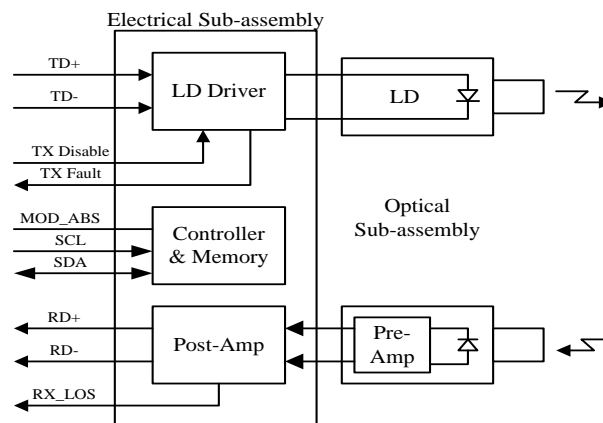 Electrical Sub-assembly
TD+
TD-
LD Driver
LD
TX Disable
TX Fault
MOD_ABS
SCL
SDA
Controller
& Memory
Optical
Sub-assembly
RD+
RD-
Post-Amp
Pre-
Amp
RX_LOS